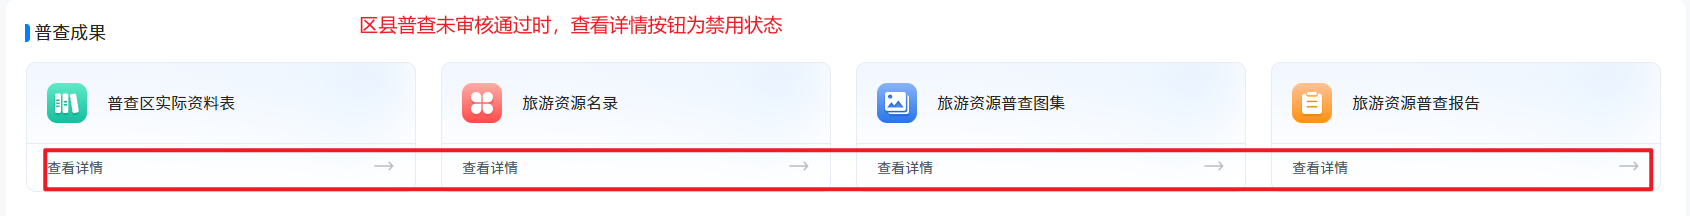 普查成果
区县普查未审核通过时，查看详情按钮为禁用状态
普查区实际资料表
旅游资源名录
旅游资源普查图集
旅游资源普查报告
查看详情
查看详情
查看详情
查看详情